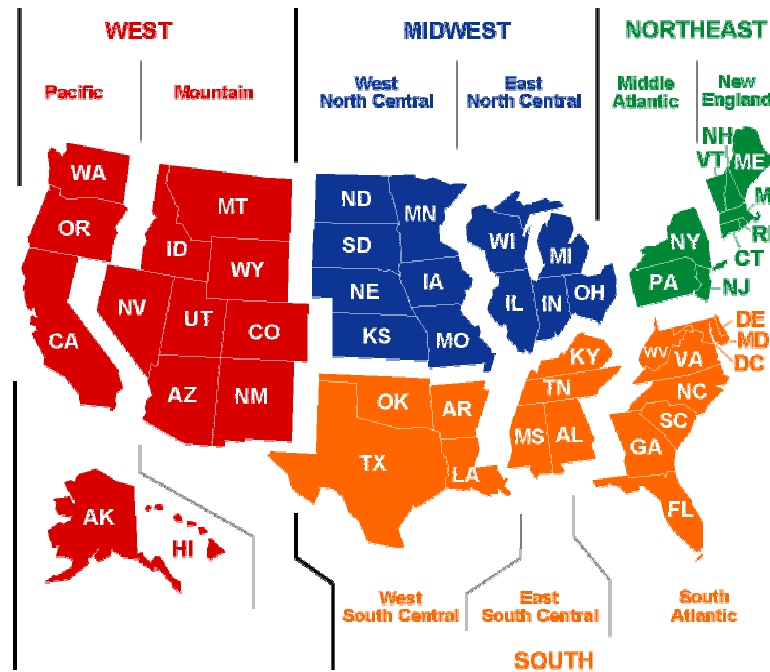 WEST
MIDWEST
NORTHEAST
Pacific
Mountain
West
North Central
East
North Central
Middle
Atlantic
New
England
WA
OR
CA
NV
ID
MT
WY
UT
CO
AZ
NM
AK
HI
ND
SD
NE
KS
MN
IA
MO
WI
MI
IL
IN
OH
NH
VT
ME
M
RI
CT
NY
PA
NJ
DE
MD
DC
WV
VA
NC
SC
GA
FL
KY
TN
MS
AL
OK
AR
TX
LA
West
South Central
East
South Central
South
Atlantic
SOUTH